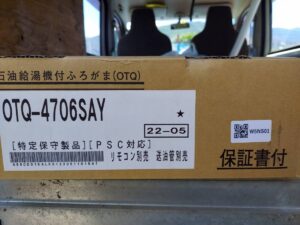 石油給湯機付ふろがま(OTQ)
OTQ-4706SAY
★
22-05
[特定保守製品][PSC対応]
リモコン別売 送油管別売
保証書付